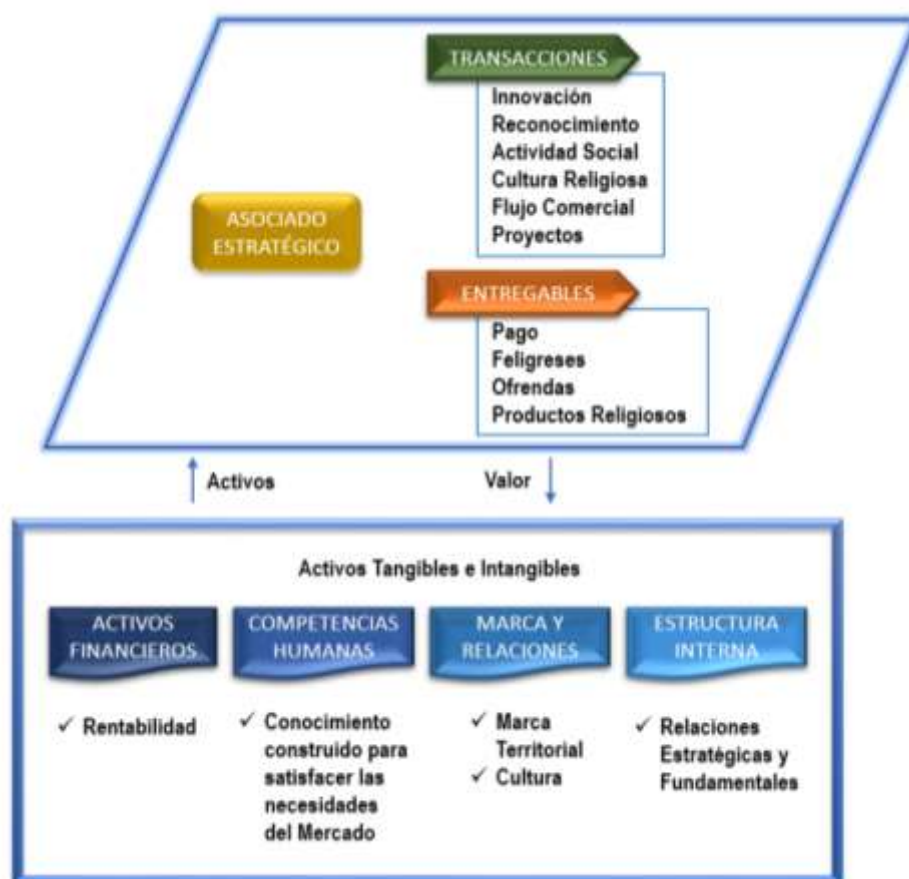 TRANSACCIONES
Innovación
Reconocimiento
Actividad Social
Cultura Religiosa
Flujo Comercial
Proyectos
ASOCIADO
ESTRATÉGICO
ENTREGABLES
Pago
Feligreses
Ofrendas
Productos Religiosos
Activos
Valor
Activos Tangibles e Intangibles
ACTIVOS
FINANCIEROS
✓ Rentabilidad
COMPETENCIAS
HUMANAS
✓ Conocimiento
construido para
satisfacer las
necesidades
del Mercado
MARCA Y
RELACIONES
✓ Marca
Territorial
✓ Cultura
ESTRUCTURA
INTERNA
✓ Relaciones
Estratégicas y
Fundamentales